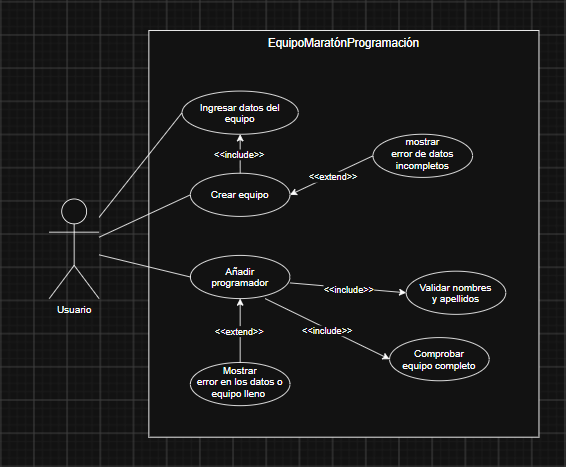 EquipoMaratónProgramación
Ingresar datos del
equipo
<<include>>
mostrar
error de datos
incompletos
<<extend>>
Crear equipo
Usuario
Añadir
programador
<<include>>
Validar nombres
y apellidos
<<extend>>
<<include>>
Comprobar
equipo completo
Mostrar
error en los datos o
equipo lleno